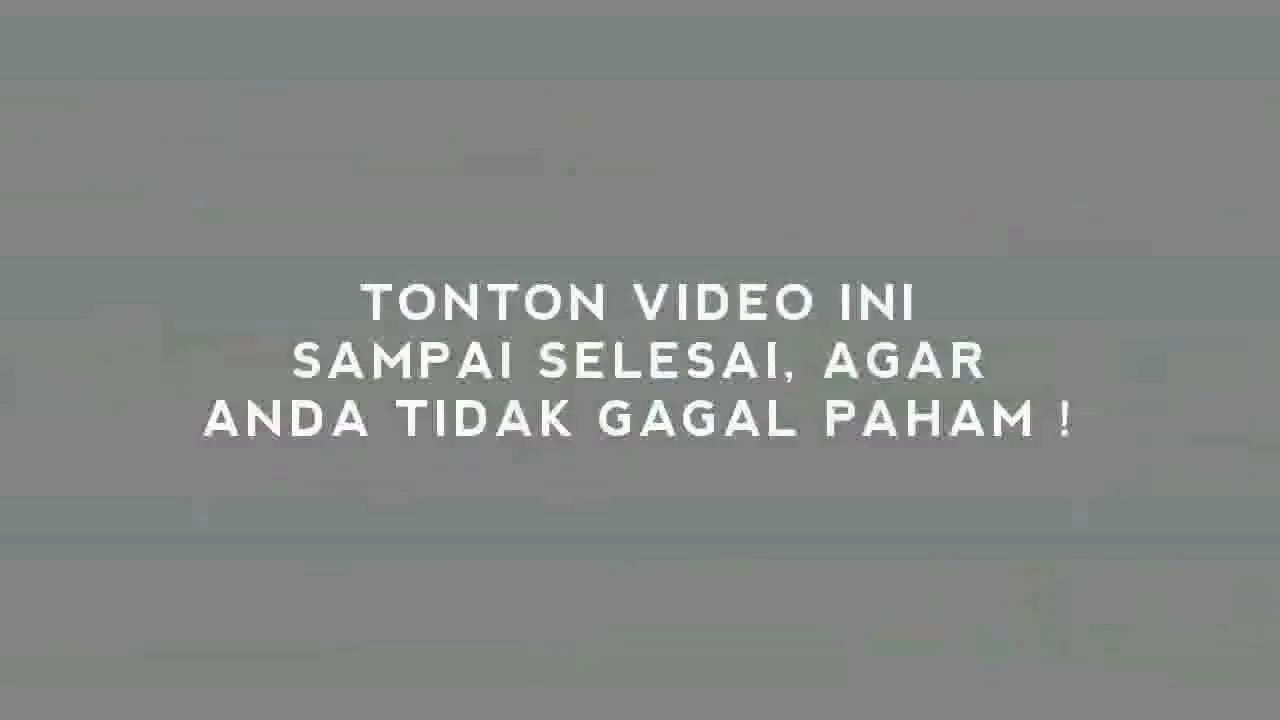 TONTON VIDEO INI
SAMPAI SELESAI, AGAR
ANDA TIDAK GAGAL PAHAM !